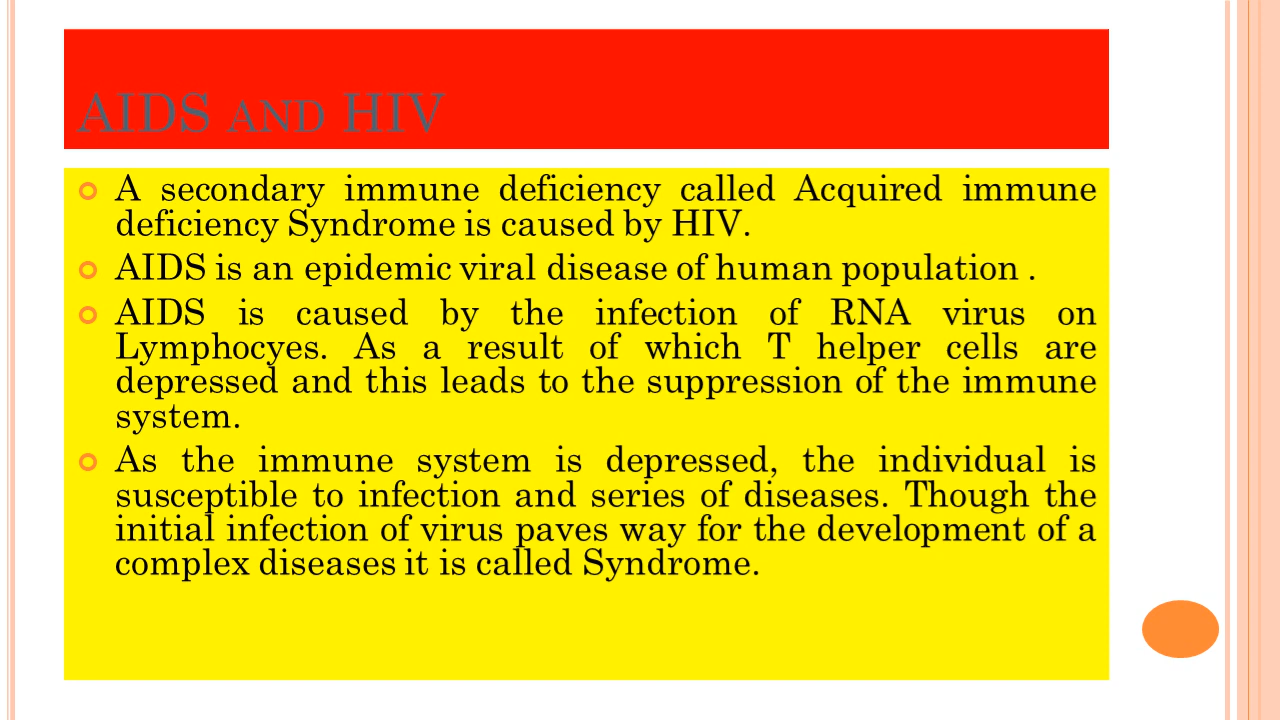 AIDS AND HIV
A secondary immune deficiency called Acquired immune
deficiency Syndrome is caused by HIV.
AIDS is an epidemic viral disease of human population .
AIDS is caused by the infection of RNA virus on
Lymphocyes. As a result of which T helper cells are
depressed and this leads to the suppression of the immune
system.
As the immune system is depressed, the individual is
susceptible to infection and series of diseases. Though the
initial infection of virus paves way for the development of a
complex diseases it is called Syndrome.